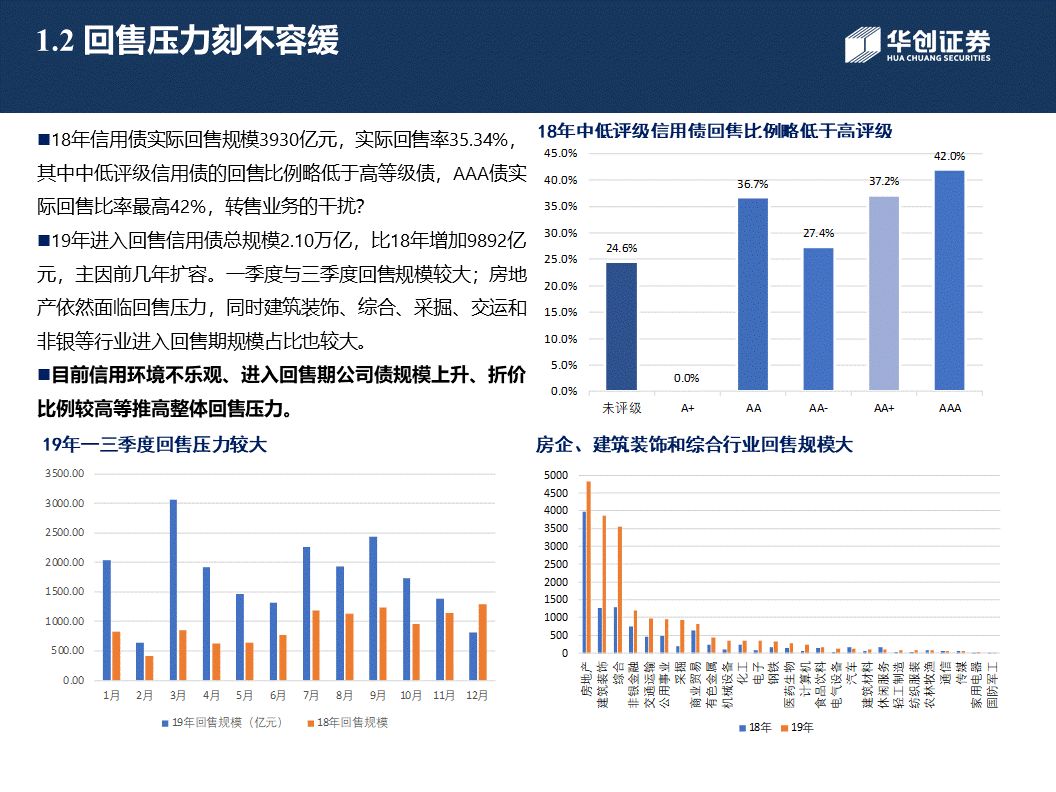 1.2 回售压力刻不容缓
华创证券
HUA CHUANG SECURITIES
■18年信用债实际回售规模3930亿元，实际回售率35.34%，
其中中低评级信用债的回售比例略低于高等级债，AAA债实
际回售比率最高42%，转售业务的干扰？
■19年进入回售信用债总规模2.10万亿，比18年增加9892亿
元，主因前几年扩容。一季度与三季度回售规模较大；房地
产依然面临回售压力，同时建筑装饰、综合、采掘、交运和
非银等行业进入回售期规模占比也较大。
■目前信用环境不乐观、进入回售期公司债规模上升、折价
比例较高等推高整体回售压力。
18年中低评级信用债回售比例略低于高评级
45.0%
40.0%
35.0%
30.0%
25.0%
20.0%
15.0%
10.0%
5.0%
0.0%
24.6%
0.0%
36.7%
27.4%
37.2%
42.0%
未评级 A+ AA AA- AA+ AAA
19年一三季度回售压力较大
3500.00
3000.00
2500.00
2000.00
1500.00
1000.00
500.00
0.00
1月 2月 3月 4月 5月 6月 7月 8月 9月 10月 11月 12月
19年回售规模（亿元） 18年回售规模
房企、建筑装饰和综合行业回售规模大
5000
4500
4000
3500
3000
2500
2000
1500
1000
500
0
房地产
建筑装饰
综合
非银金融
交通运输
公用事业
采掘
商业贸易
有色金属
机械设备
化工
电子
钢铁
医药生物
计算机
食品饮料
电气设备
汽车
建筑材料
休闲服务
轻工制造
纺织服装
农林牧渔
通信
传媒
家用电器
国防军工
18年 19年